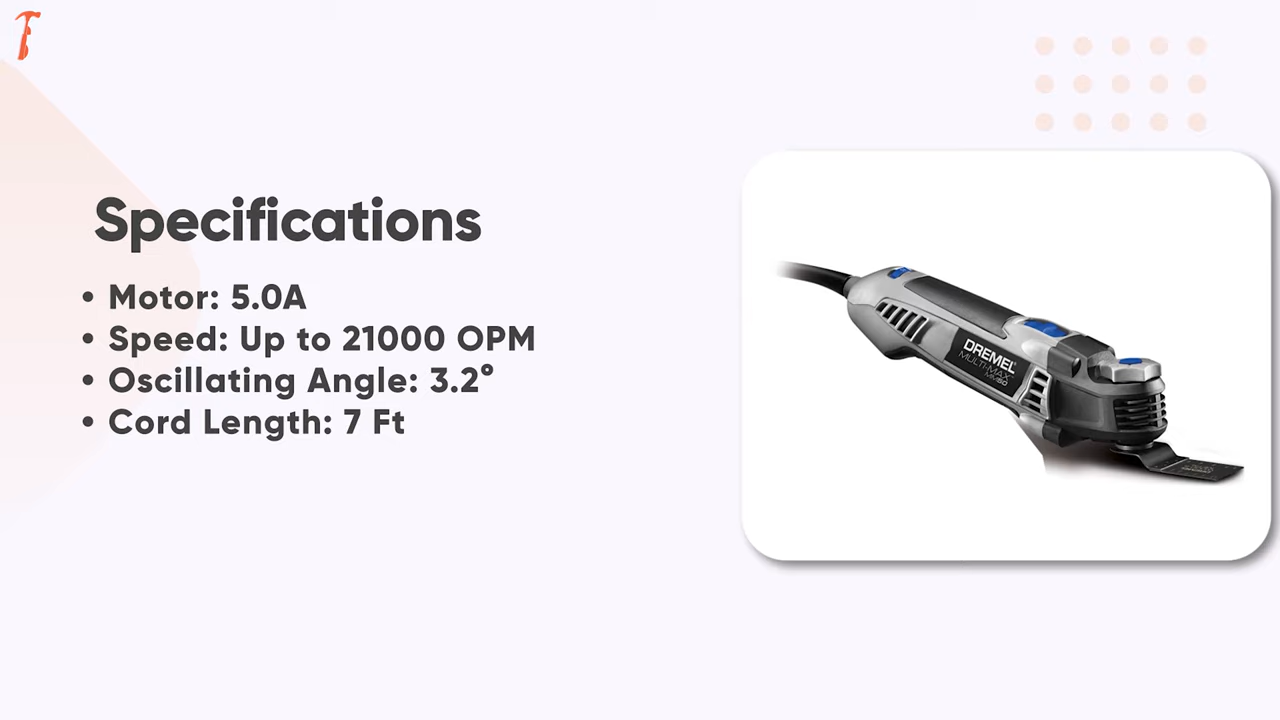 Specifications
• Motor: 5.0A
• Speed: Up to 21000 OPM
• Oscillating Angle: 3.2°
• Cord Length: 7 Ft
DREMEL
MULTI-MAX
MM50